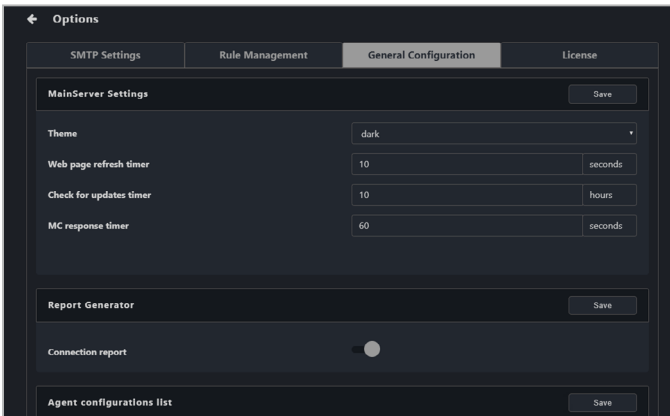 Options
SMTP Settings Rule Management General Configuration License
MainServer Settings Save
Theme dark
Web page refresh timer 10 seconds
Check for updates timer 10 hours
MC response timer 60 seconds
Report Generator Save
Connection report
Agent configurations list Save